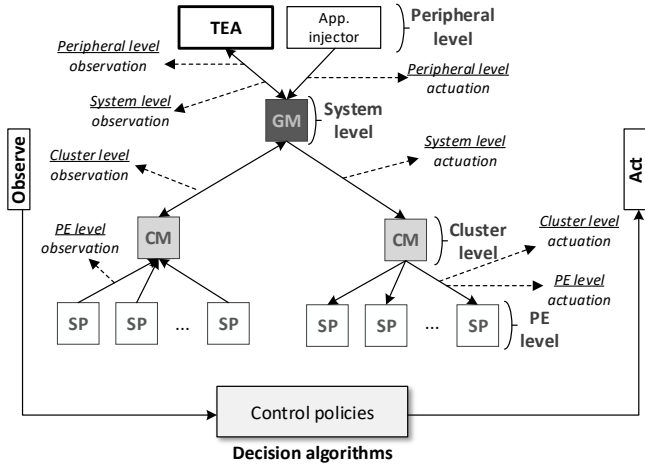 TEA
App.
injector
Peripheral
level
Peripheral level
observation
Peripheral level
actuation
System level
observation
GM
System
level
Cluster level
observation
System level
actuation
Observe
Act
PE level
observation
CM
CM
Cluster
level
Cluster level
actuation
PE level
actuation
SP
SP
...
SP
SP
SP
...
SP
PE
level
Control policies
Decision algorithms